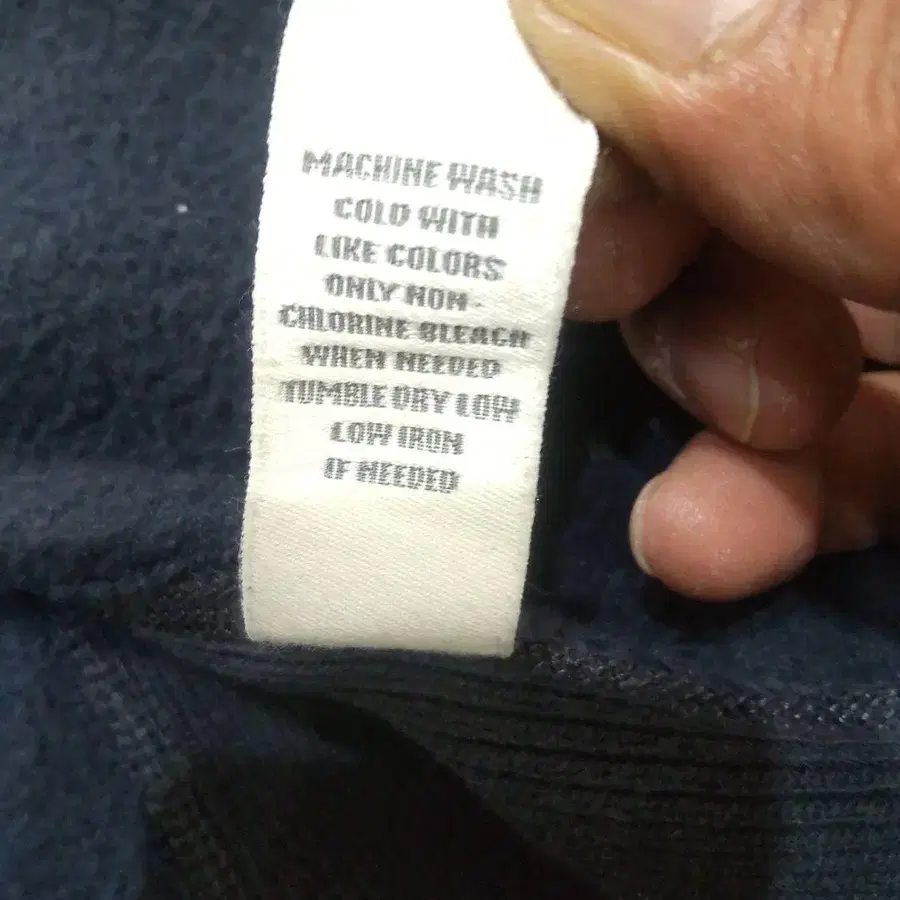 MACHINE WASH
COLD WITH
LIKE COLORS
ONLY NON-
CHLORINE BLEACH
WHEN NEEDED
TUMBLE DRY LOW
LOW IRON
IF NEEDED